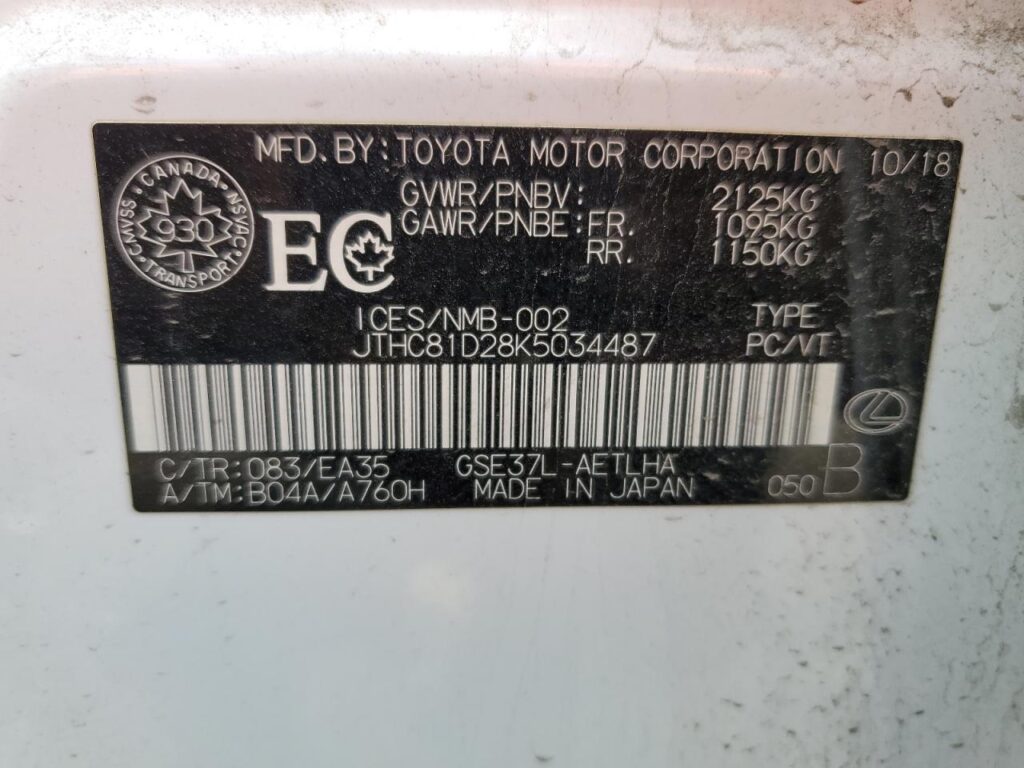 MFD. BY: TOYOTA MOTOR CORPORATION 10/18
CANADA
CMVSS 930 NSVAC
TRANSPORT
GVWR/PNBV: 2125KG
GAWR/PNBE: FR. 1095KG
RR. 1150KG
EC
ICES/NMB-002 TYPE
JTHC81D28K5034487 PC/VT
C/TR: 083/EA35 GSE37L-AETLHA
A/TM: B04A/A760H MADE IN JAPAN 050 B